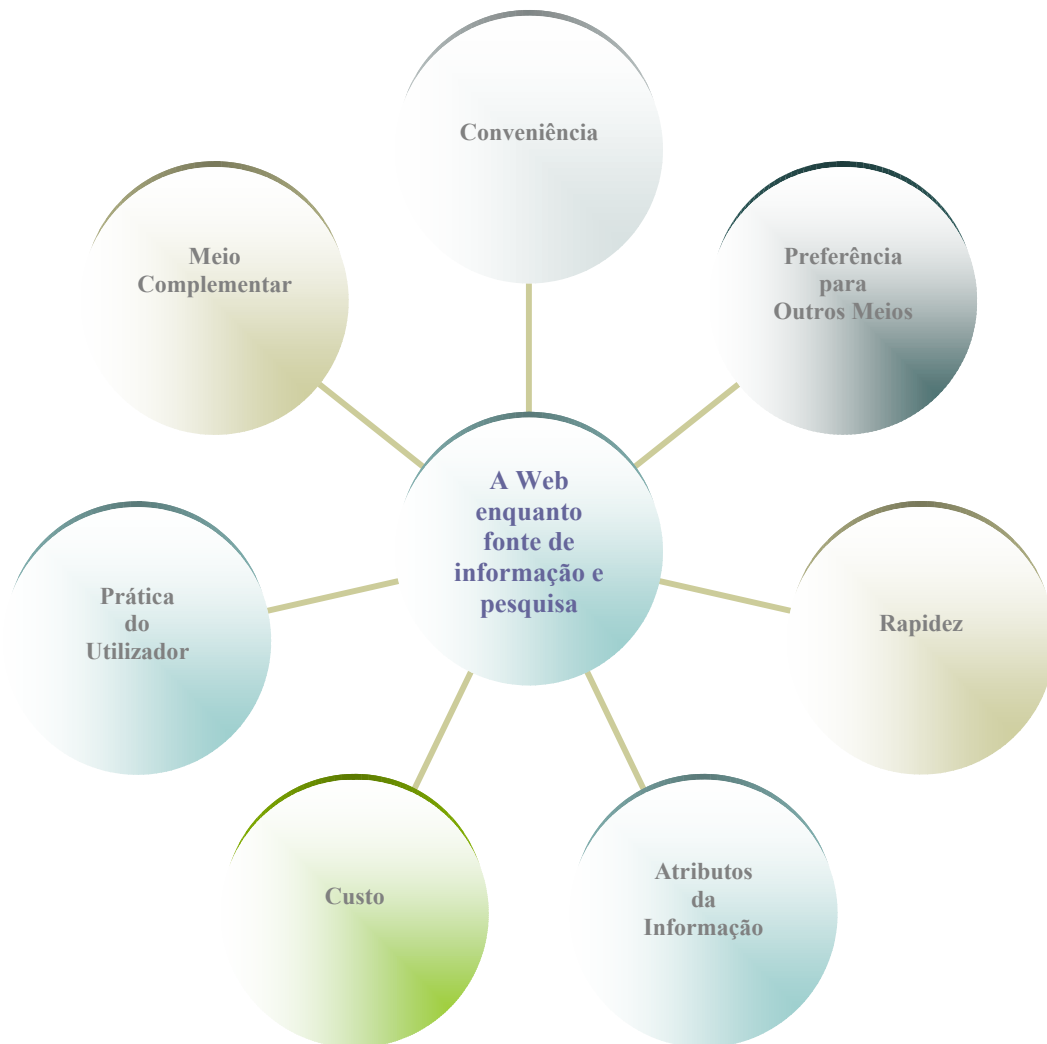 Conveniência
Meio
Complementar
Preferência
para
Outros Meios
A Web
enquanto
fonte de
informação e
pesquisa
Prática
do
Utilizador
Rapidez
Custo
Atributos
da
Informação